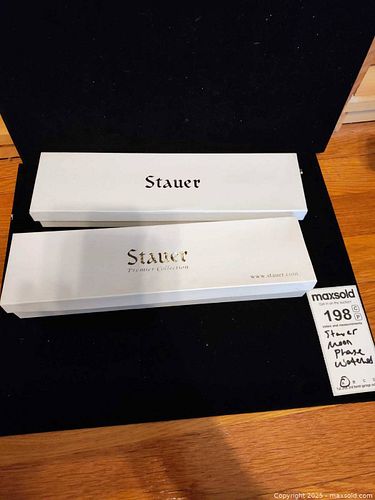 Stauer
Stauer
Premier Collection
www.stauer.com
maxsold
198
Stauer
Moon
Phase
Watches
Copyright 2025 - maxsold.com